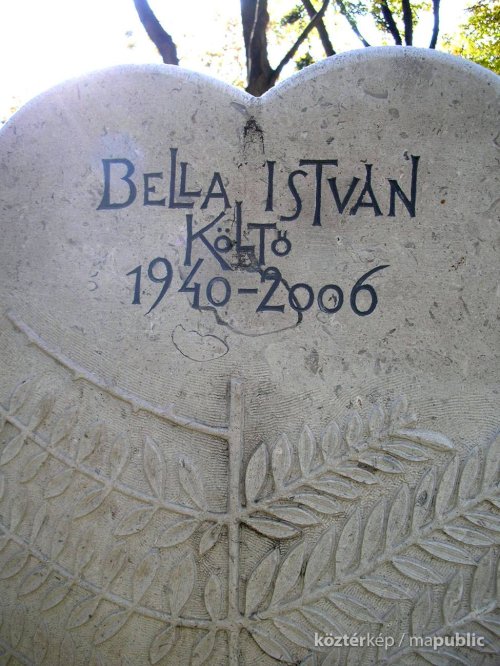 Bella István
Költő
1940-2006
köztérkép / mapublic